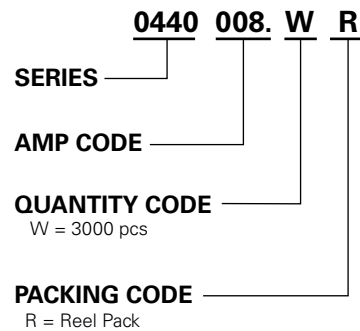 0440 008. W R
SERIES
AMP CODE
QUANTITY CODE
W = 3000 pcs
PACKING CODE
R = Reel Pack